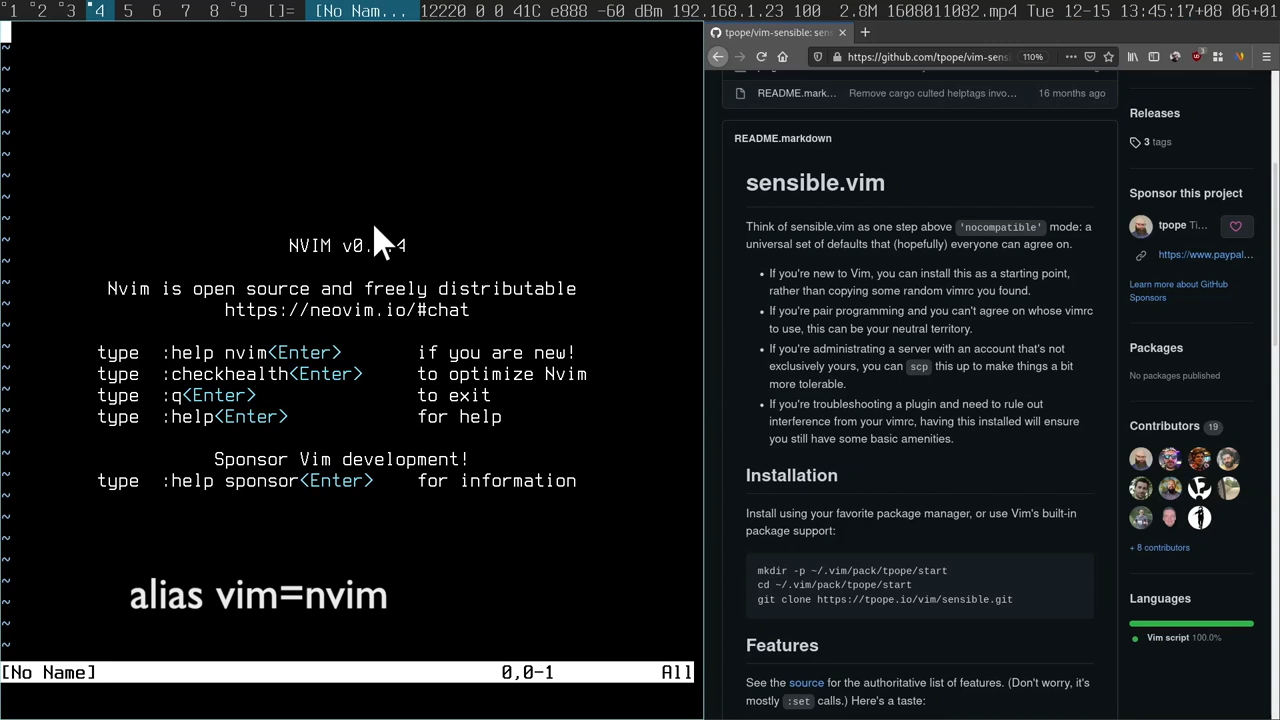 1 2 3 4 5 6 7 8 9 []= [No Nam... 12220 0 0 41C e888 -60 dBm 192.168.1.23 100 2.8M 1608011082.mp4 Tue 12-15 13:45:17+08 06+01
tpope/vim-sensible: sens
https://github.com/tpope/vim-sensi
110%
README.mark... Remove cargo culted helptags invo... 16 months ago
README.markdown
sensible.vim
Think of sensible.vim as one step above 'nocompatible' mode: a
universal set of defaults that (hopefully) everyone can agree on.
If you're new to Vim, you can install this as a starting point,
rather than copying some random vimrc you found.
If you're pair programming and you can't agree on whose vimrc
to use, this can be your neutral territory.
If you're administrating a server with an account that's not
exclusively yours, you can scp this up to make things a bit
more tolerable.
If you're troubleshooting a plugin and need to rule out
interference from your vimrc, having this installed will ensure
you still have some basic amenities.
Installation
Install using your favorite package manager, or use Vim's built-in
package support:
mkdir -p ~/.vim/pack/tpope/start
cd ~/.vim/pack/tpope/start
git clone https://tpope.io/vim/sensible.git
Features
See the source for the authoritative list of features. (Don't worry, it's
mostly :set calls.) Here's a taste:
Releases
3 tags
Sponsor this project
tpope Ti...
https://www.paypal...
Learn more about GitHub
Sponsors
Packages
No packages published
Contributors 19
+ 8 contributors
Languages
Vim script 100.0%
NVIM
Nvim is open source and freely distributable
https://neovim.io/#chat
type :help nvim<Enter> if you are new!
type :checkhealth<Enter> to optimize Nvim
type :q<Enter> to exit
type :help<Enter> for help
Sponsor Vim development!
type :help sponsor<Enter> for information
alias vim=nvim
[No Name] 0,0-1 All